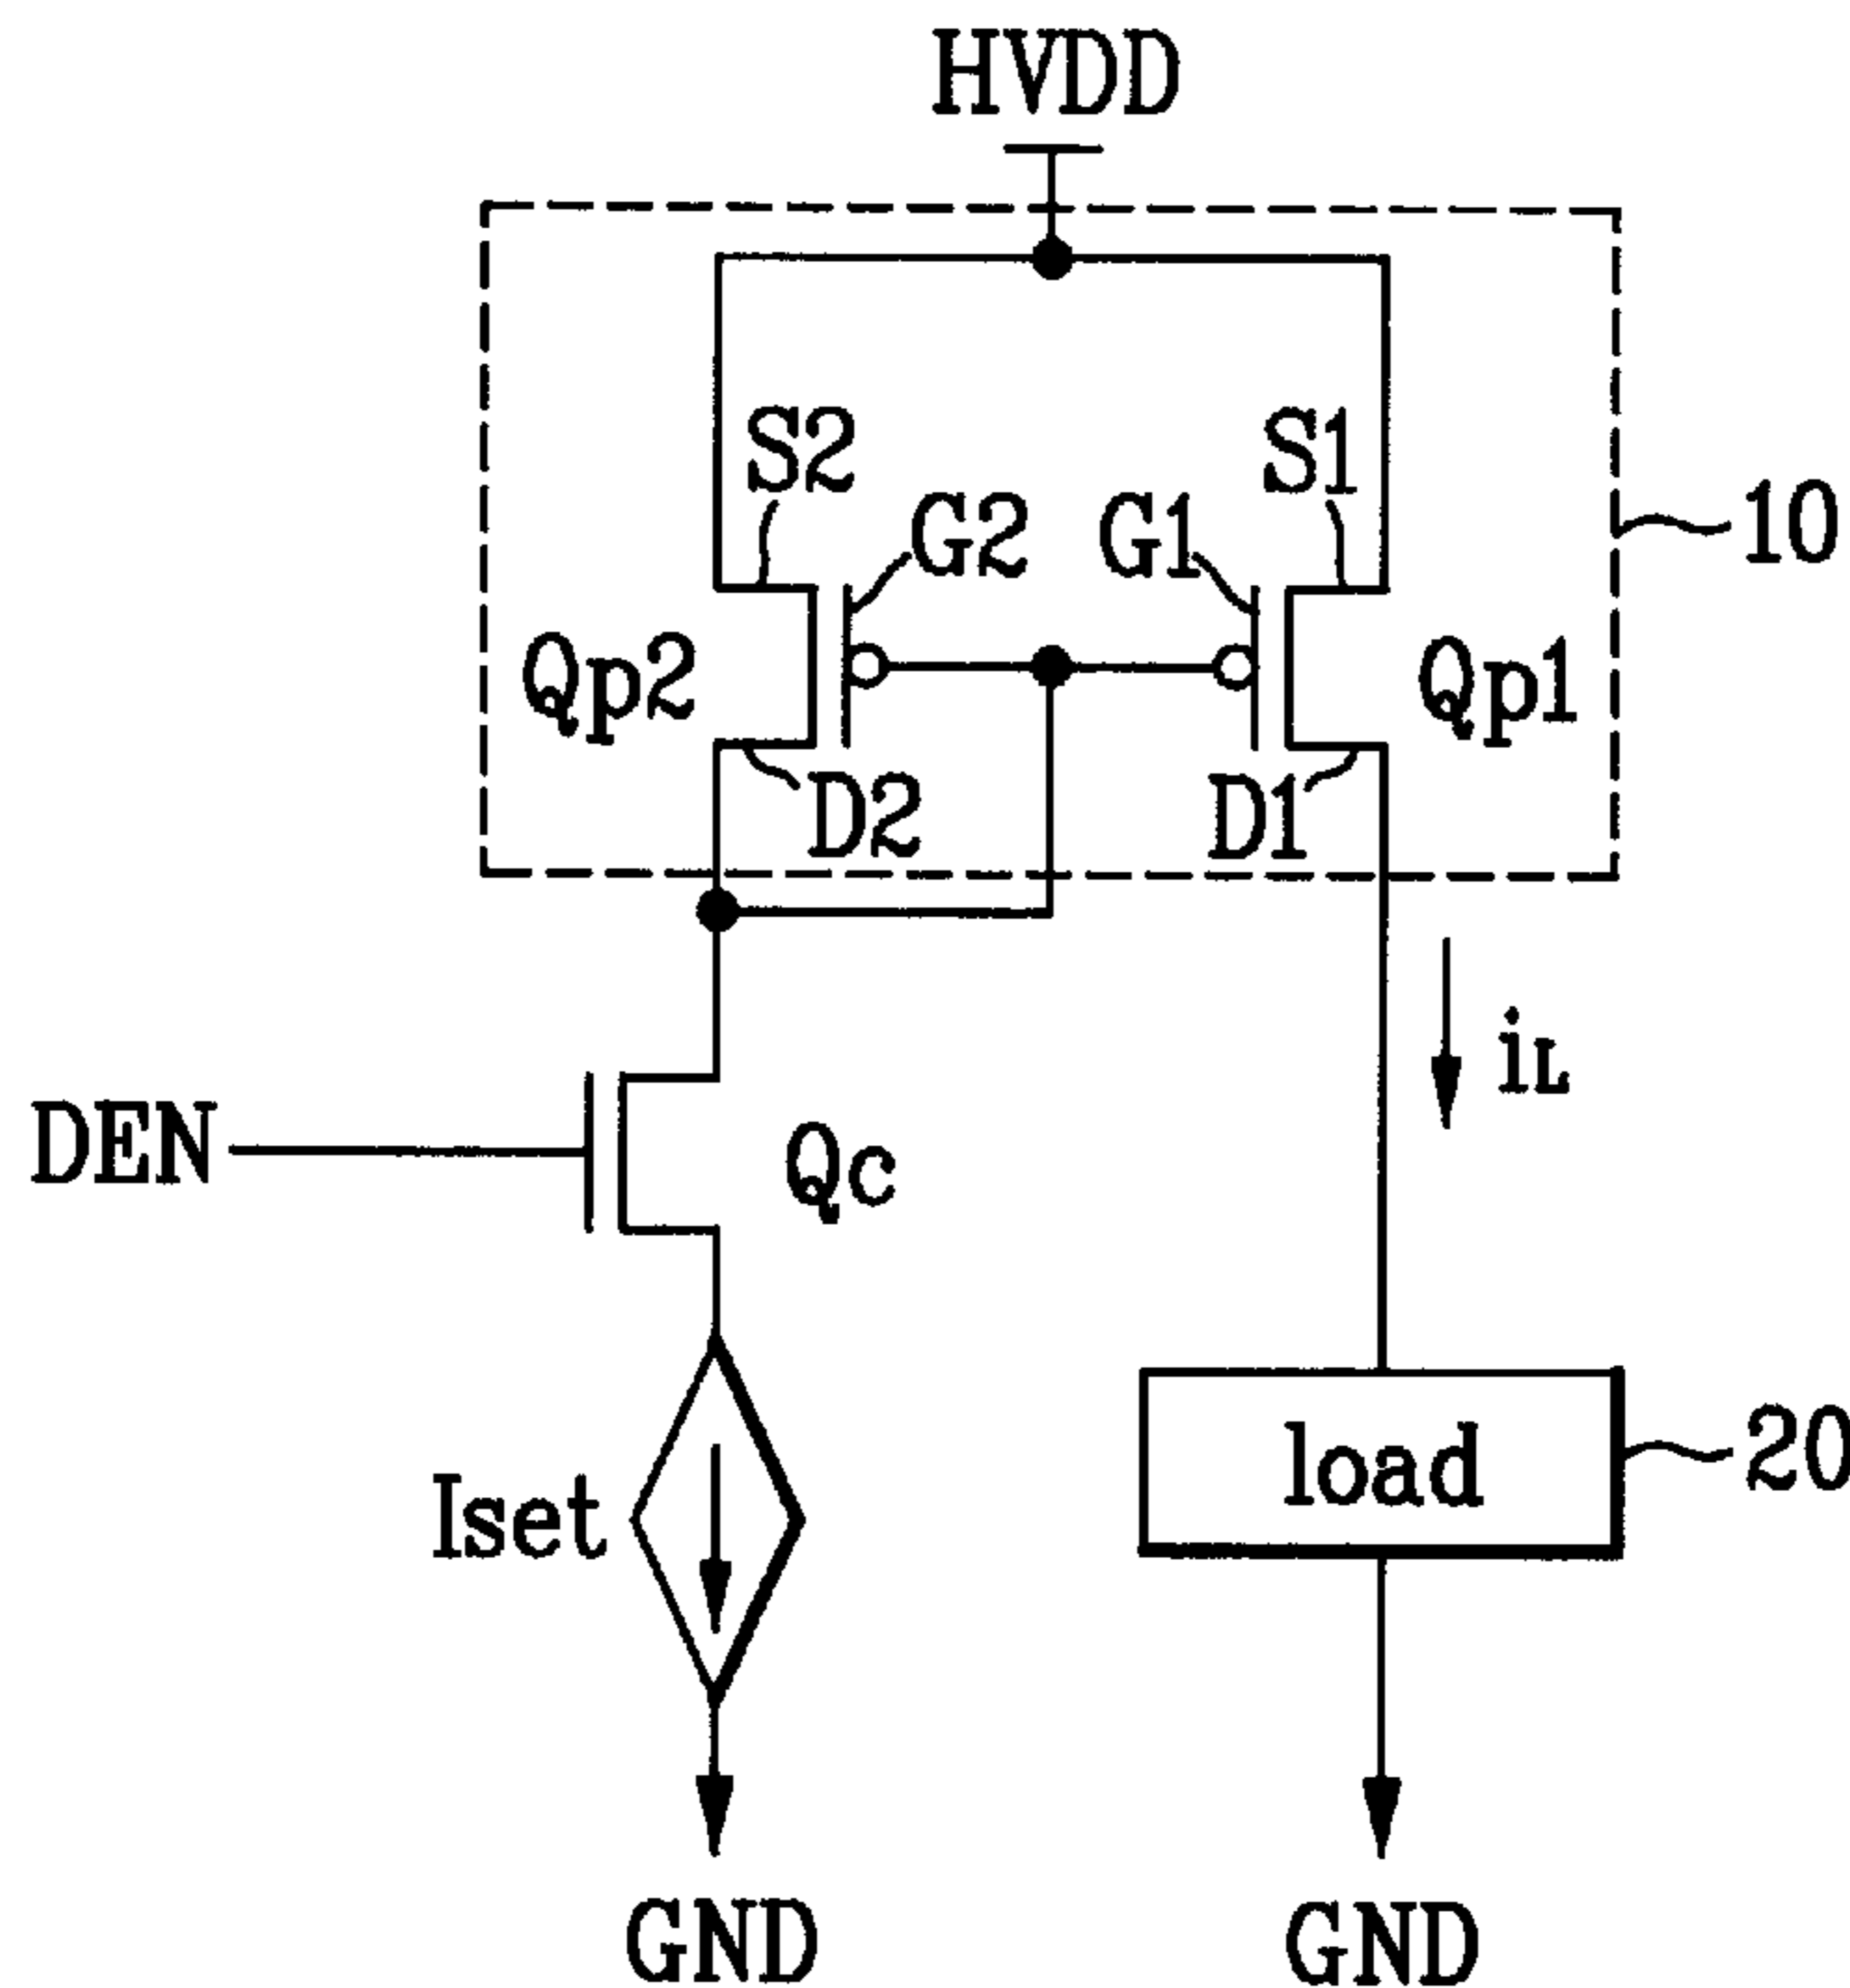 HVDD
S2
S1
G2
G1
10
Qp2
Qp1
D2
D1
iL
DEN
Qc
Iset
load
20
GND
GND